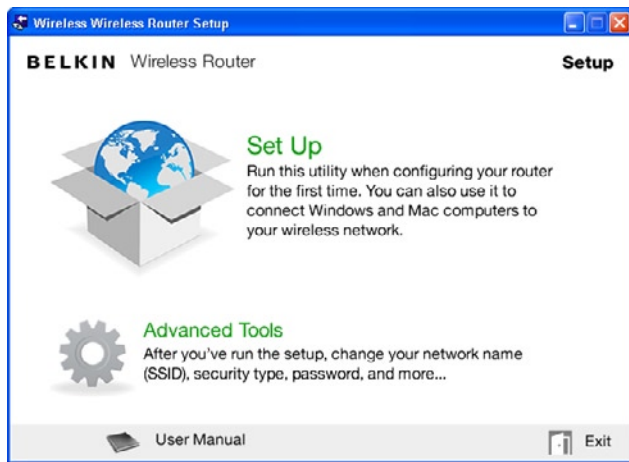 Wireless Wireless Router Setup
BELKIN Wireless Router Setup
Set Up
Run this utility when configuring your router
for the first time. You can also use it to
connect Windows and Mac computers to
your wireless network.
Advanced Tools
After you've run the setup, change your network name
(SSID), security type, password, and more...
User Manual Exit